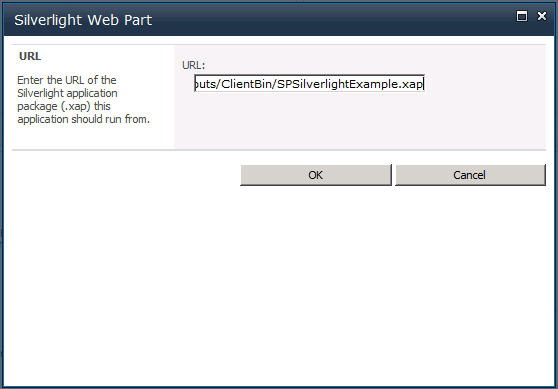 Silverlight Web Part
URL
Enter the URL of the
Silverlight application
package (.xap) this
application should run from.
URL:
outs/ClientBin/SPSilverlightExample.xap
OK
Cancel